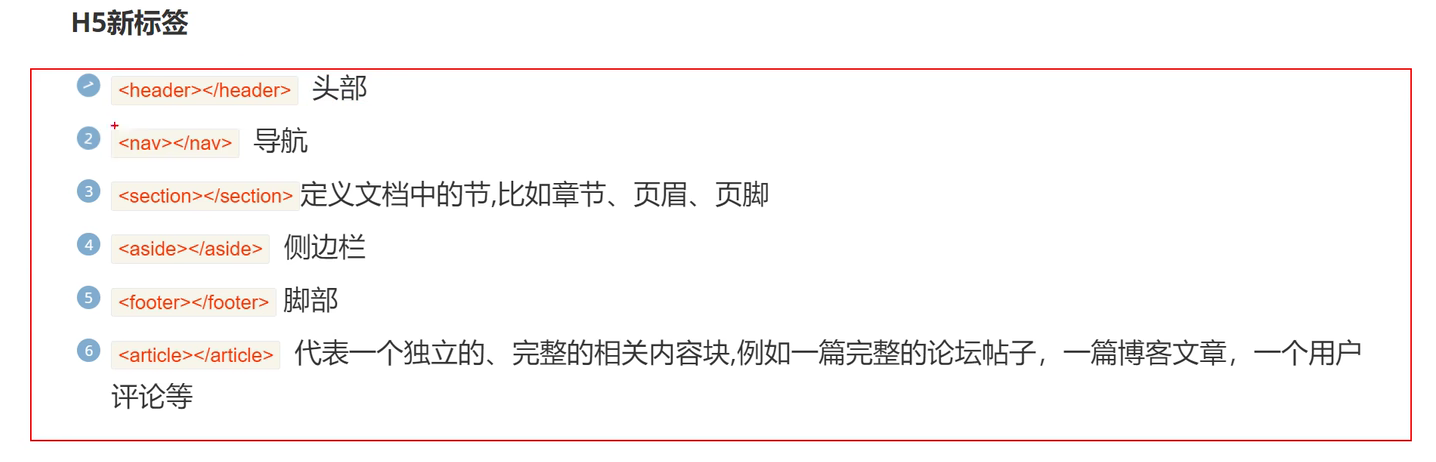 H5新标签
1 <header></header> 头部
2 <nav></nav> 导航
3 <section></section>定义文档中的节,比如章节、页眉、页脚
4 <aside></aside> 侧边栏
5 <footer></footer> 脚部
6 <article></article> 代表一个独立的、完整的相关内容块,例如一篇完整的论坛帖子，一篇博客文章，一个用户
评论等